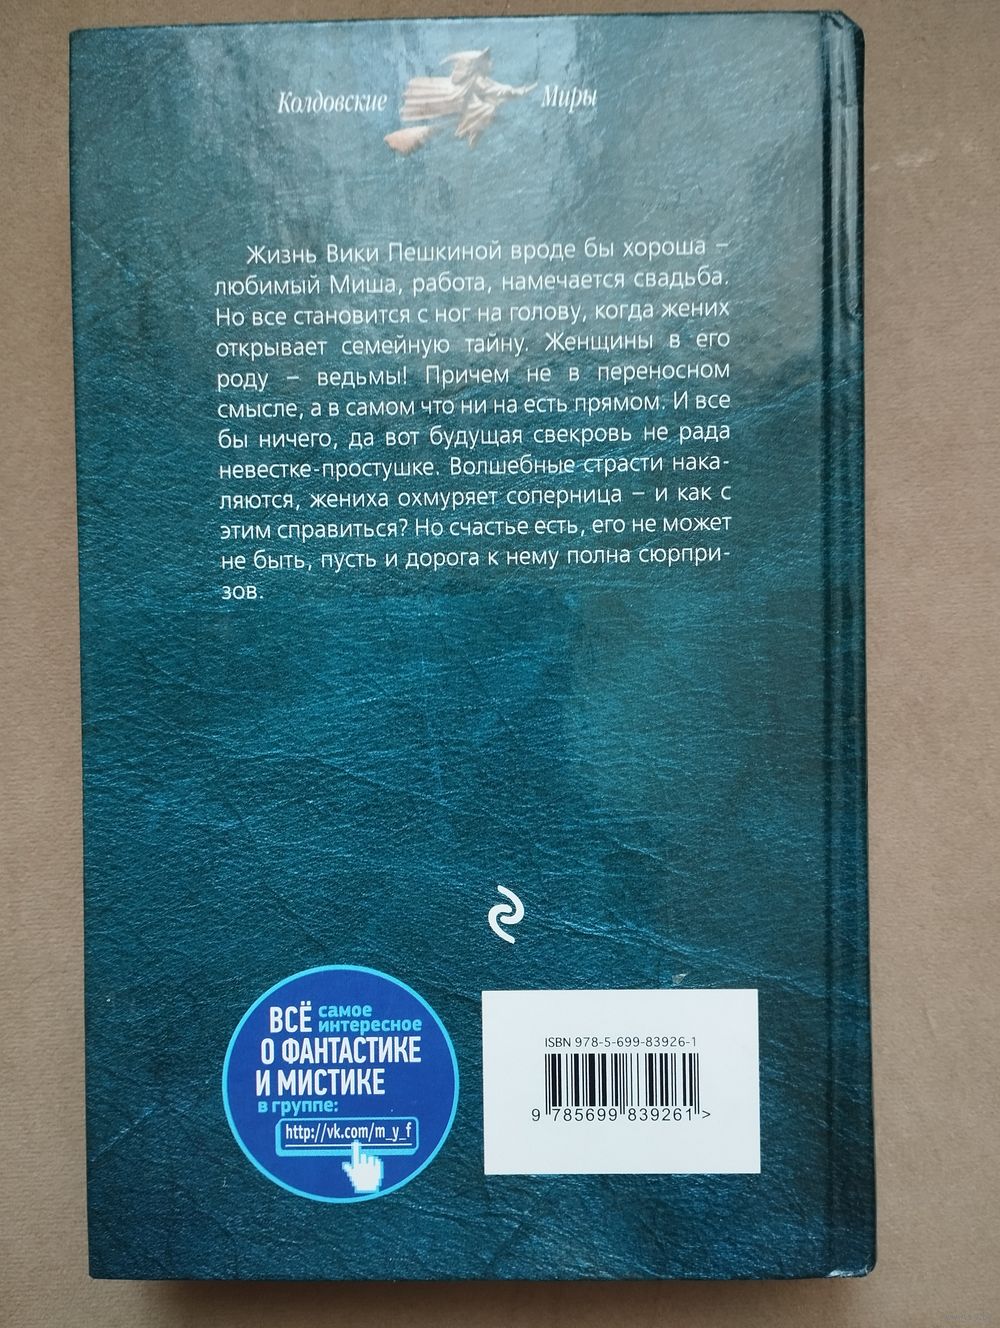 Колдовские Миры
Жизнь Вики Пешкиной вроде бы хороша –
любимый Миша, работа, намечается свадьба.
Но все становится с ног на голову, когда жених
открывает семейную тайну. Женщины в его
роду – ведьмы! Причем не в переносном
смысле, а в самом что ни на есть прямом. И все
бы ничего, да вот будущая свекровь не рада
невестке-простушке. Волшебные страсти нака-
ляются, жениха охмуряет соперница – и как с
этим справиться? Но счастье есть, его не может
не быть, пусть и дорога к нему полна сюрпри-
зов.
ВСЁ самое
интересное
О ФАНТАСТИКЕ
И МИСТИКЕ
в группе:
http://vk.com/m_y_f
ISBN 978-5-699-83926-1
9 785699 839261 >